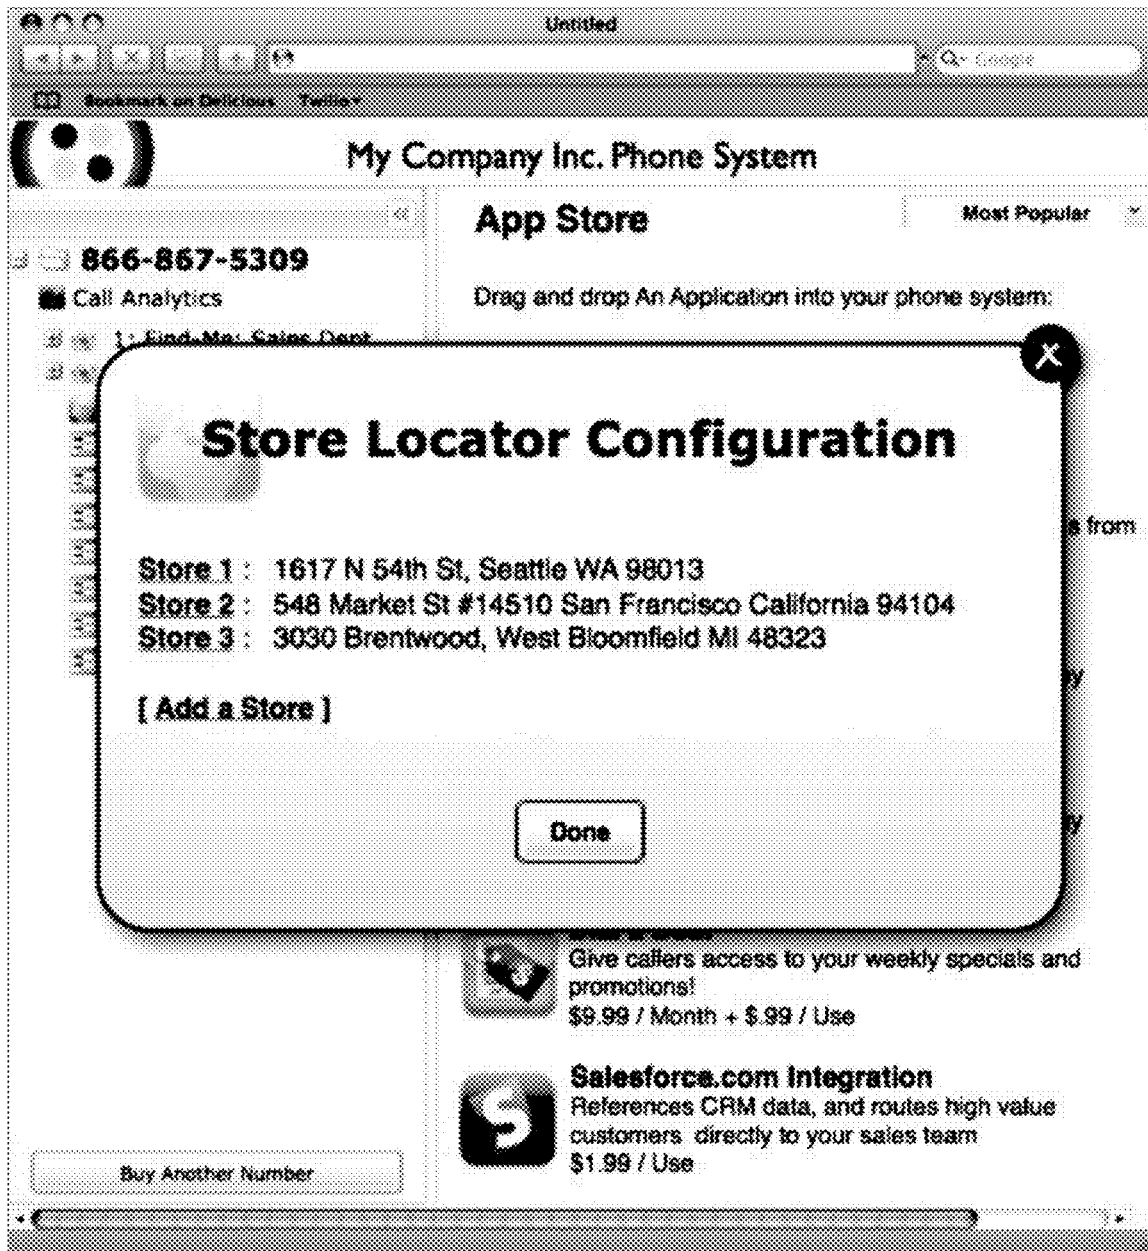 Untitled
Google
Bookmark on Delicious Twilio
My Company Inc. Phone System
App Store
Most Popular
866-867-5309
Call Analytics
Drag and drop An Application into your phone system:
1: Find-Me: Sales Dept
X
Store Locator Configuration
from
Store 1 : 1617 N 54th St, Seattle WA 98013
Store 2 : 548 Market St #14510 San Francisco California 94104
Store 3 : 3030 Brentwood, West Bloomfield MI 48323
[ Add a Store ]
Done
Give callers access to your weekly specials and
promotions!
$9.99 / Month + $.99 / Use
Salesforce.com Integration
References CRM data, and routes high value
customers directly to your sales team
$1.99 / Use
Buy Another Number